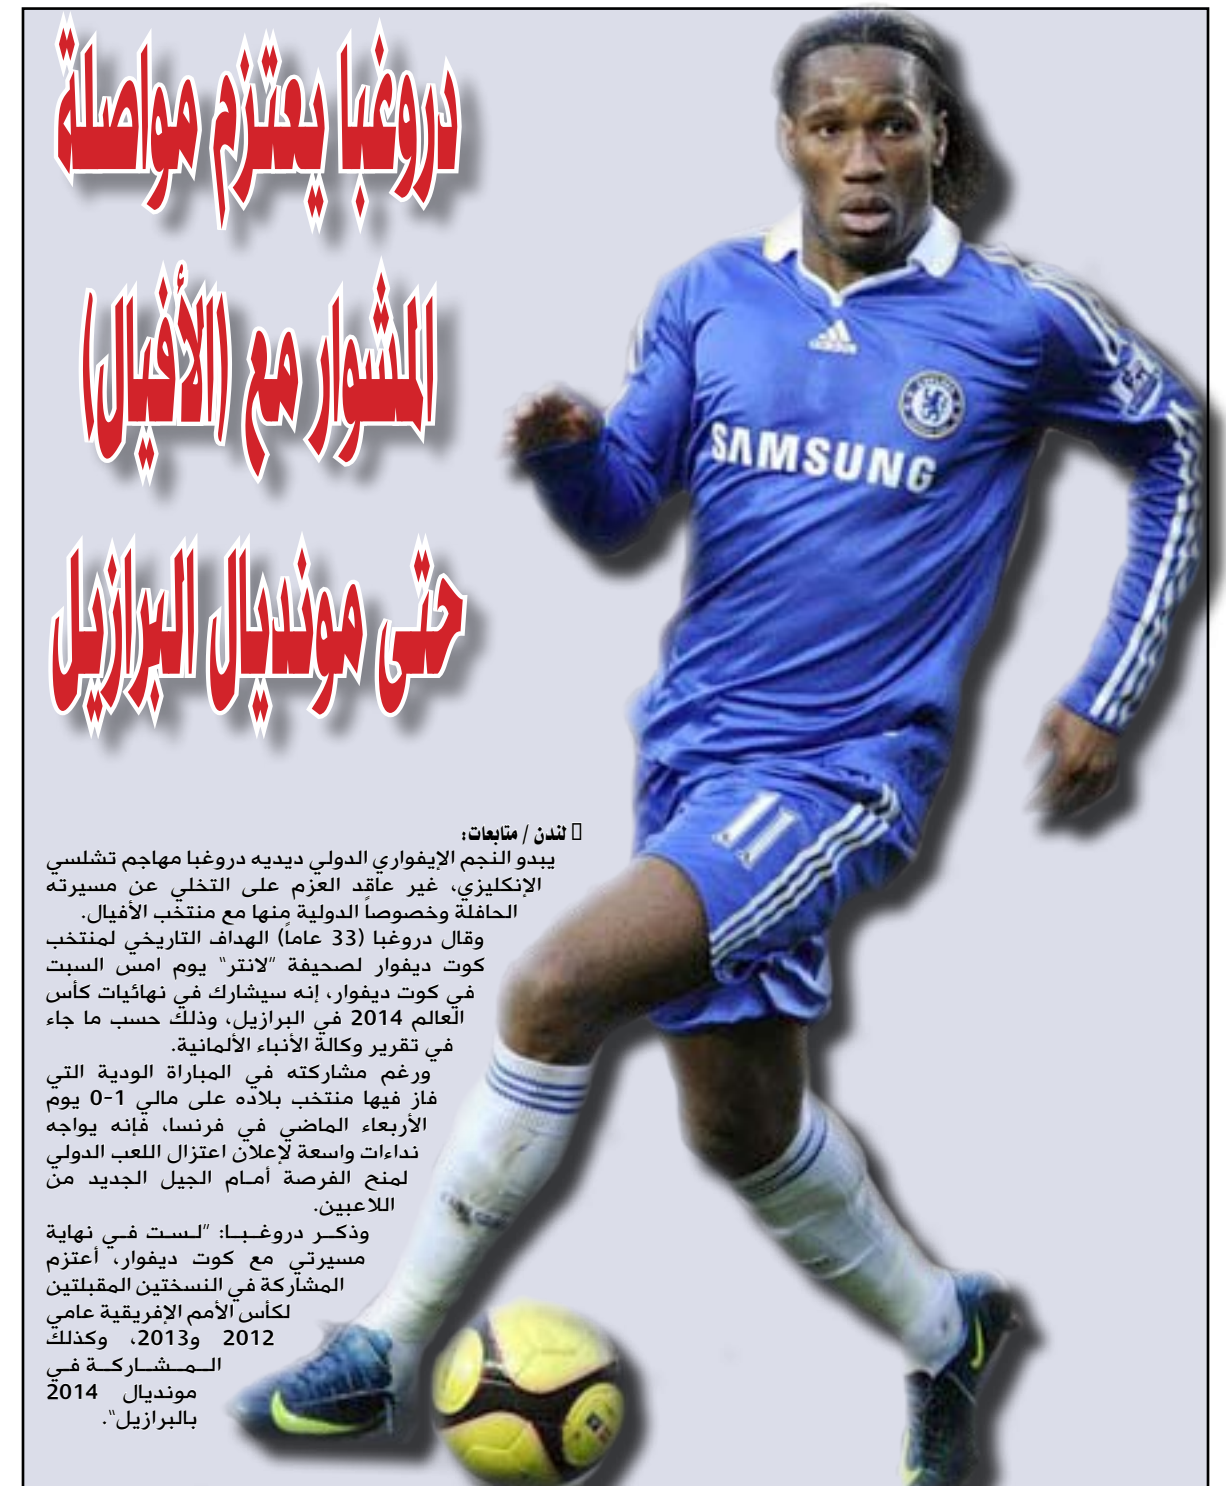 دروغبا يعتزم مواصلة
المشوار مع (الأفيال)
حتى مونديال البرازيل
لندن / متابعات:
يبدو النجم الإيفواري الدولي ديديه دروغبا مهاجم تشلسي
الإنكليزي، غير عاقد العزم على التخلي عن مسيرته
الحافلة وخصوصاً الدولية منها مع منتخب الأفيال.
وقال دروغبا (33 عاماً) الهداف التاريخي لمنتخب
كوت ديفوار لصحيفة "لانتر" يوم امس السبت
في كوت ديفوار، إنه سيشارك في نهائيات كأس
العالم 2014 في البرازيل، وذلك حسب ما جاء
في تقرير وكالة الأنباء الألمانية.
ورغم مشاركته في المباراة الودية التي
فاز فيها منتخب بلاده على مالي 1-0 يوم
الأربعاء الماضي في فرنسا، فإنه يواجه
نداءات واسعة لإعلان اعتزال اللعب الدولي
لمنح الفرصة أمام الجيل الجديد من
اللاعبين.
وذكر دروغبا: "لست في نهاية
مسيرتي مع كوت ديفوار، أعتزم
المشاركة في النسختين المقبلتين
لكأس الأمم الإفريقية عامي
2012 و2013، وكذلك
المشاركة في
مونديال 2014
بالبرازيل".
adidas
SAMSUNG
11